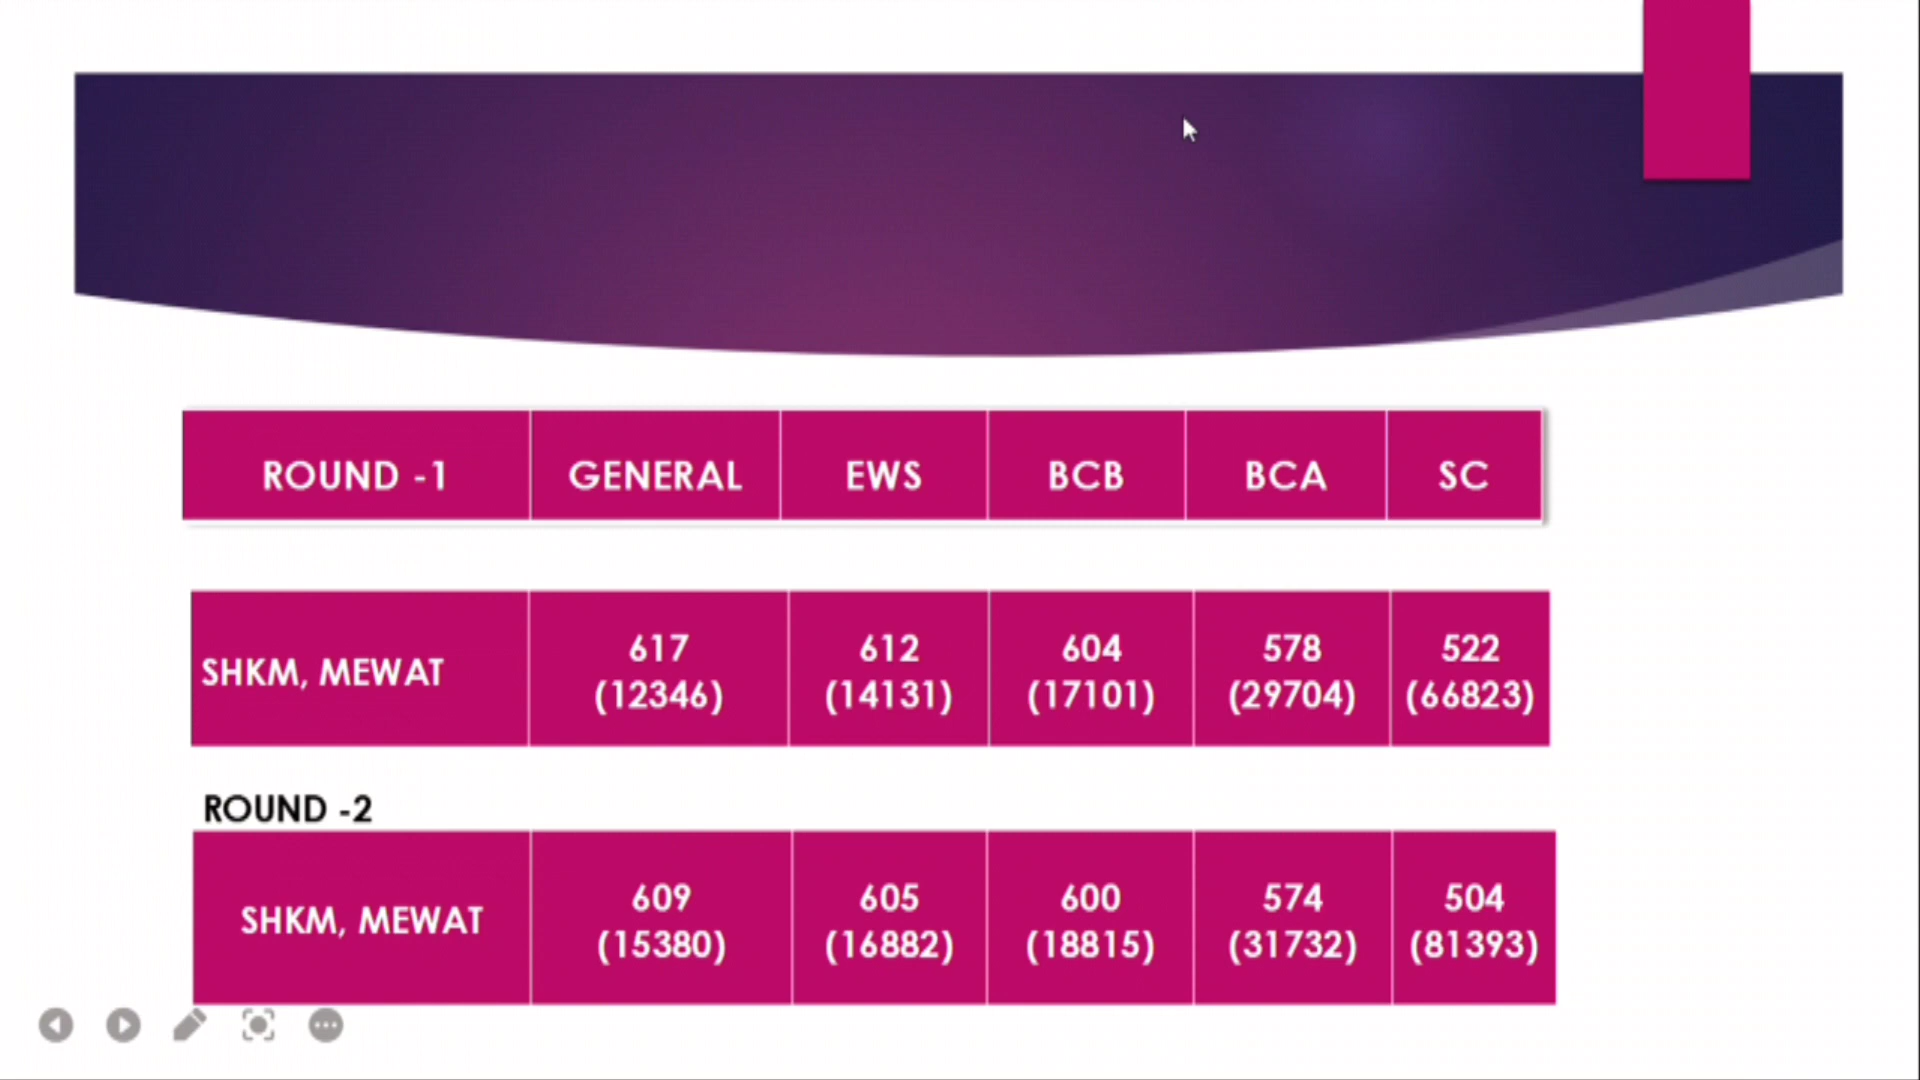 ROUND -1 GENERAL EWS BCB BCA SC
SHKM, MEWAT
617 612 604 578 522
(12346) (14131) (17101) (29704) (66823)
ROUND -2
SHKM, MEWAT
609 605 600 574 504
(15380) (16882) (18815) (31732) (81393)